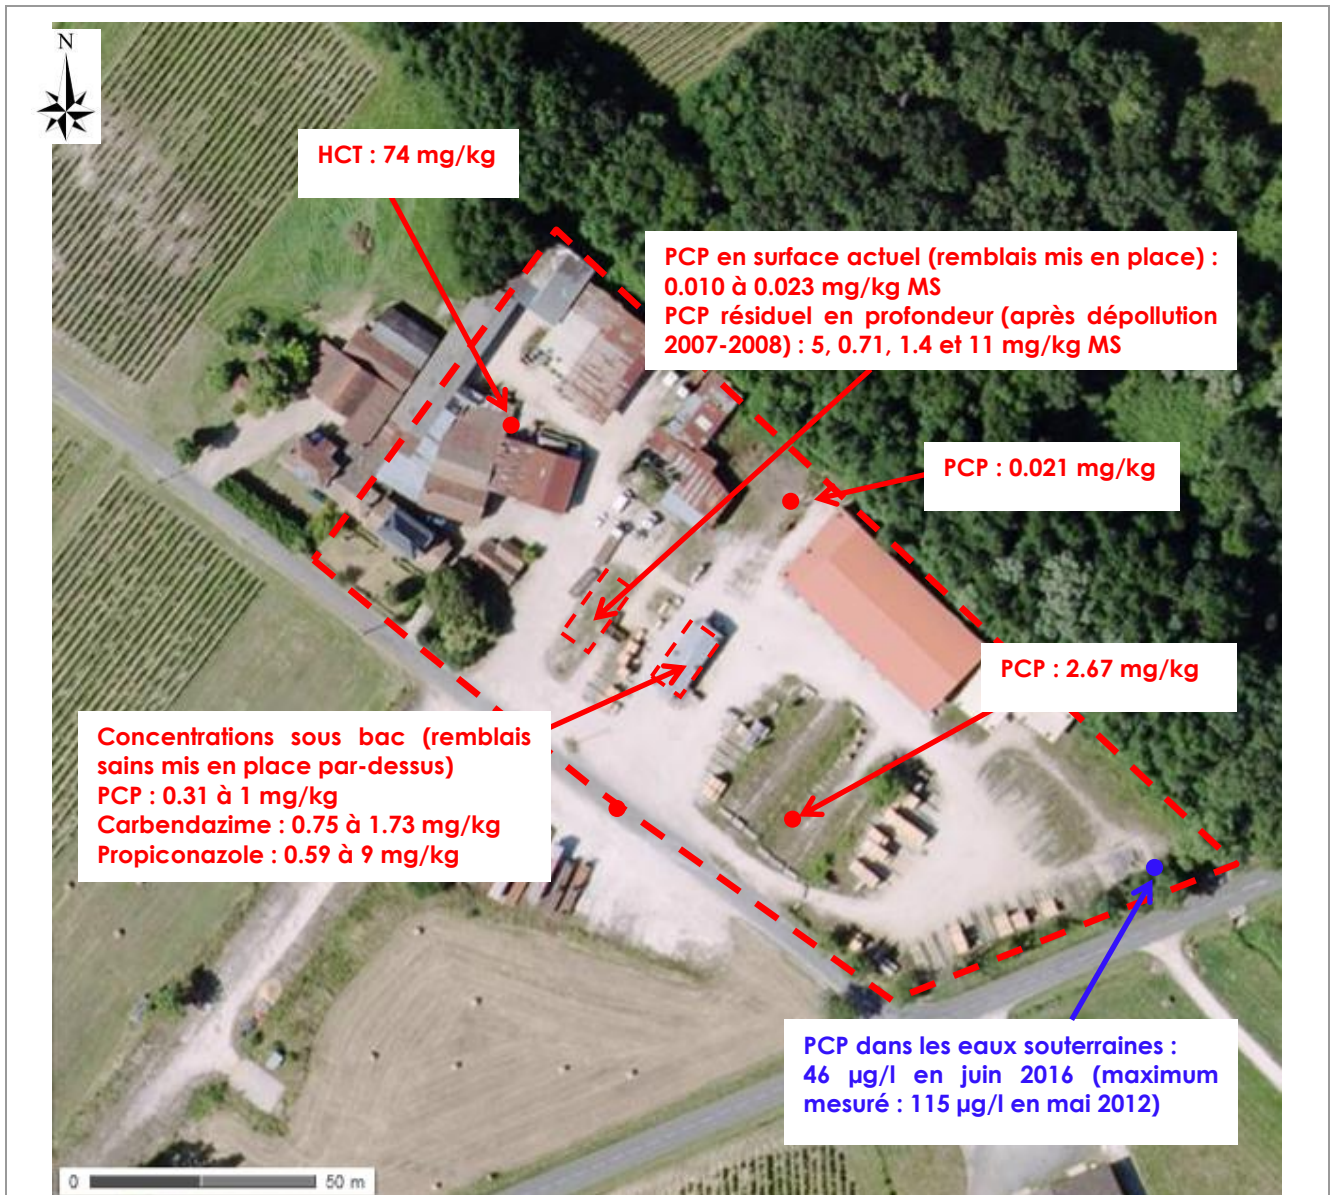 N
HCT : 74 mg/kg
PCP en surface actuel (remblais mis en place) :
0.010 à 0.023 mg/kg MS
PCP résiduel en profondeur (après dépollution
2007-2008) : 5, 0.71, 1.4 et 11 mg/kg MS
PCP : 0.021 mg/kg
PCP : 2.67 mg/kg
Concentrations sous bac (remblais
sains mis en place par-dessus)
PCP : 0.31 à 1 mg/kg
Carbendazime : 0.75 à 1.73 mg/kg
Propiconazole : 0.59 à 9 mg/kg
PCP dans les eaux souterraines :
46 µg/l en juin 2016 (maximum
mesuré : 115 µg/l en mai 2012)
0 50 m